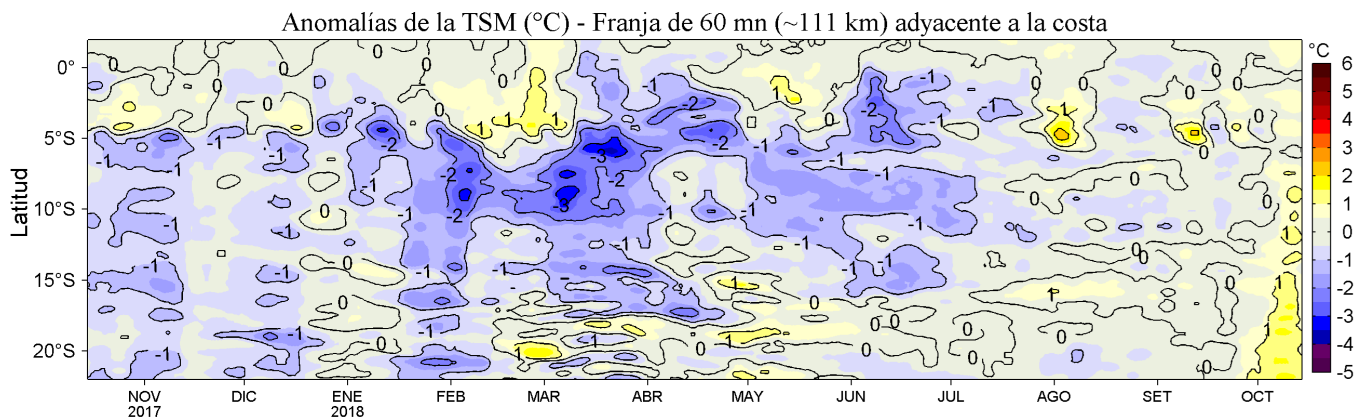 Anomalías de la TSM (°C) - Franja de 60 mn (~111 km) adyacente a la costa
°C
Latitud
0°
5°S
10°S
15°S
20°S
6
5
4
3
2
1
0
-1
-2
-3
-4
-5
NOV DIC ENE FEB MAR ABR MAY JUN JUL AGO SET OCT
2017 2018